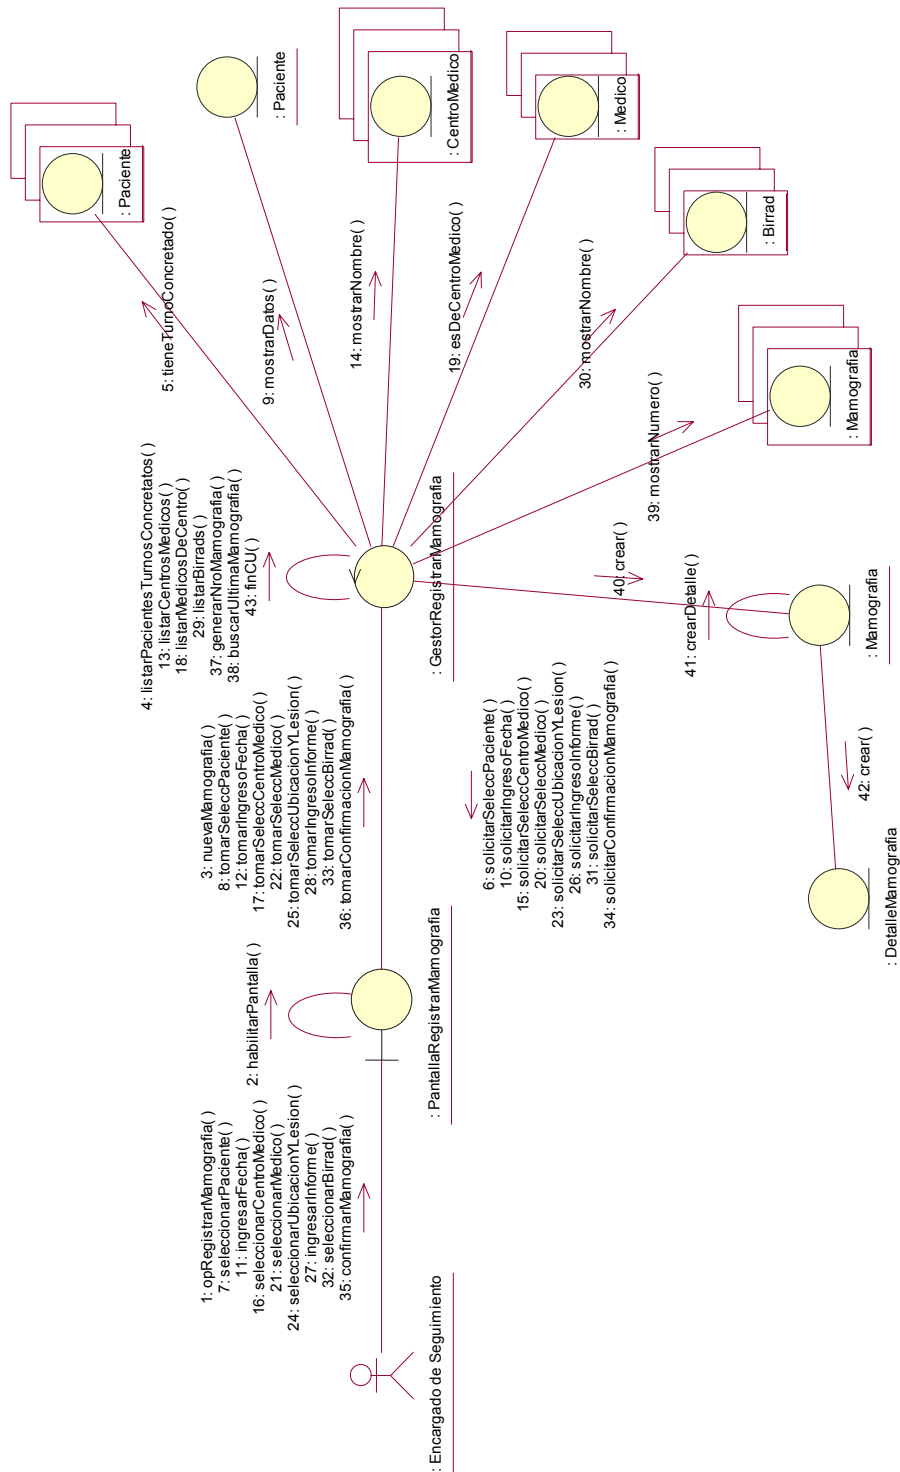 : Encargado de Seguimiento
1: opRegistrarMamografia( )
7: seleccionarPaciente( )
11: ingresarFecha( )
16: seleccionarCentroMedico( )
21: seleccionarMedico( )
24: seleccionarUbicacionYLesion( )
27: ingresarInforme( )
32: seleccionarBirrad( )
35: confirmarMamografia( )
2: habilitarPantalla( )
: PantallaRegistrarMamografia
3: nuevaMamografia( )
8: tomarSeleccPaciente( )
12: tomarIngresoFecha( )
17: tomarSeleccCentroMedico( )
22: tomarSeleccMedico( )
25: tomarSeleccUbicacionYLesion( )
28: tomarIngresoInforme( )
33: tomarSeleccBirrad( )
36: tomarConfirmacionMamografia( )
6: solicitarSeleccPaciente( )
10: solicitarIngresoFecha( )
15: solicitarSeleccCentroMedico( )
20: solicitarSeleccMedico( )
23: solicitarSeleccUbicacionYLesion( )
26: solicitarIngresoInforme( )
31: solicitarSeleccBirrad( )
34: solicitarConfirmacionMamografia( )
4: listarPacientesTurnosConcretatos( )
13: listarCentrosMedicos( )
18: listarMedicosDeCentro( )
29: listarBirrads( )
37: generarNroMamografia( )
38: buscarUltimaMamografia( )
43: finCU( )
: GestorRegistrarMamografia
5: tieneTurnoConcretado( )
: Paciente
9: mostrarDatos( )
: Paciente
14: mostrarNombre( )
: CentroMedico
19: esDeCentroMedico( )
: Medico
30: mostrarNombre( )
: Birrad
39: mostrarNumero( )
: Mamografia
40: crear( )
41: crearDetalle( )
: Mamografia
42: crear( )
: DetalleMamografia